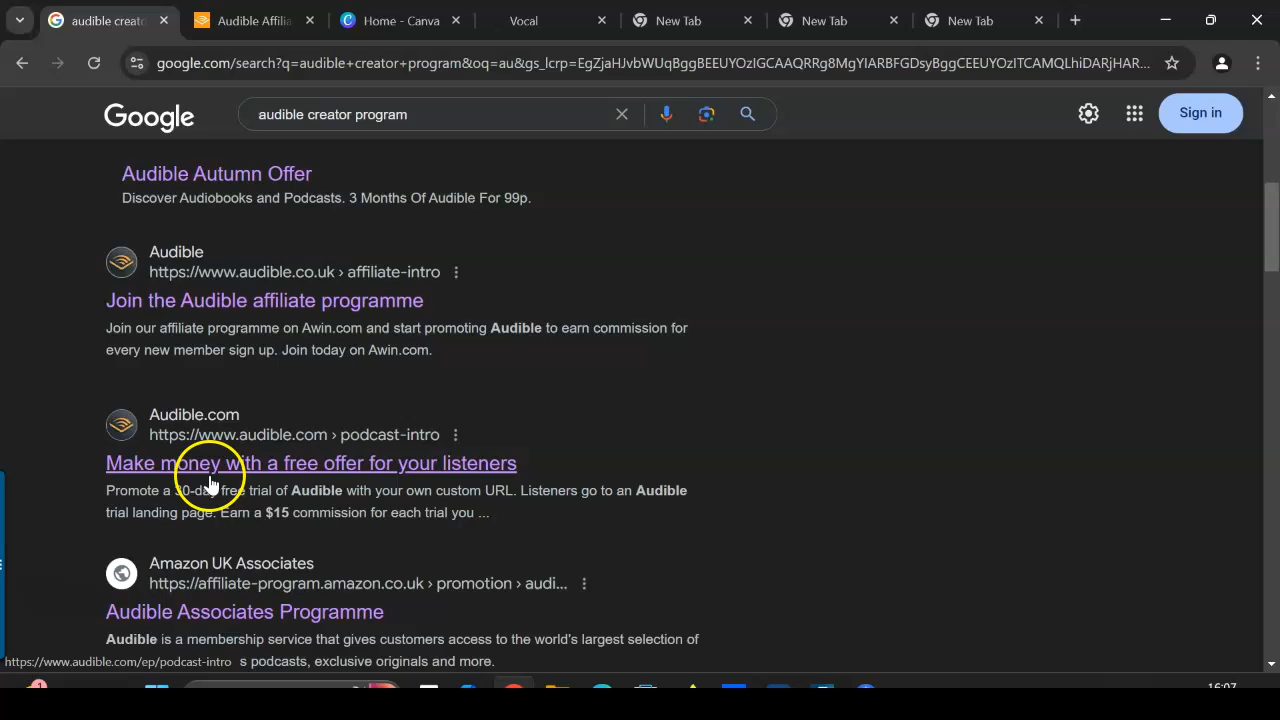 audible creato
Audible Affilia
Home - Canva
Vocal
New Tab
New Tab
New Tab
google.com/search?q=audible+creator+program&oq=au&gs_lcrp=EgZjaHJvbWUqBggBEEUYOzIGCAAQRRg8MgYIARBFGDsyBggCEEUYOzITCAMQLhiDARjHAR...
Google
audible creator program
Sign in
Audible Autumn Offer
Discover Audiobooks and Podcasts. 3 Months Of Audible For 99p.
Audible
https://www.audible.co.uk › affiliate-intro
Join the Audible affiliate programme
Join our affiliate programme on Awin.com and start promoting Audible to earn commission for
every new member sign up. Join today on Awin.com.
Audible.com
https://www.audible.com › podcast-intro
Make money with a free offer for your listeners
Promote a 30-day free trial of Audible with your own custom URL. Listeners go to an Audible
trial landing page. Earn a $15 commission for each trial you ...
Amazon UK Associates
https://affiliate-program.amazon.co.uk › promotion › audi...
Audible Associates Programme
Audible is a membership service that gives customers access to the world's largest selection of
https://www.audible.com/ep/podcast-intro
s podcasts, exclusive originals and more.
1